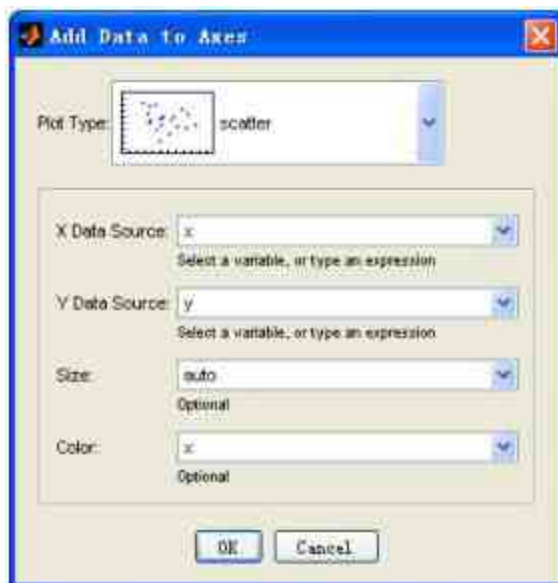 Add Data to Axes
Plot Type: scatter
X Data Source: x
Select a variable, or type an expression
Y Data Source: y
Select a variable, or type an expression
Size: auto
Optional
Color: x
Optional
OK Cancel